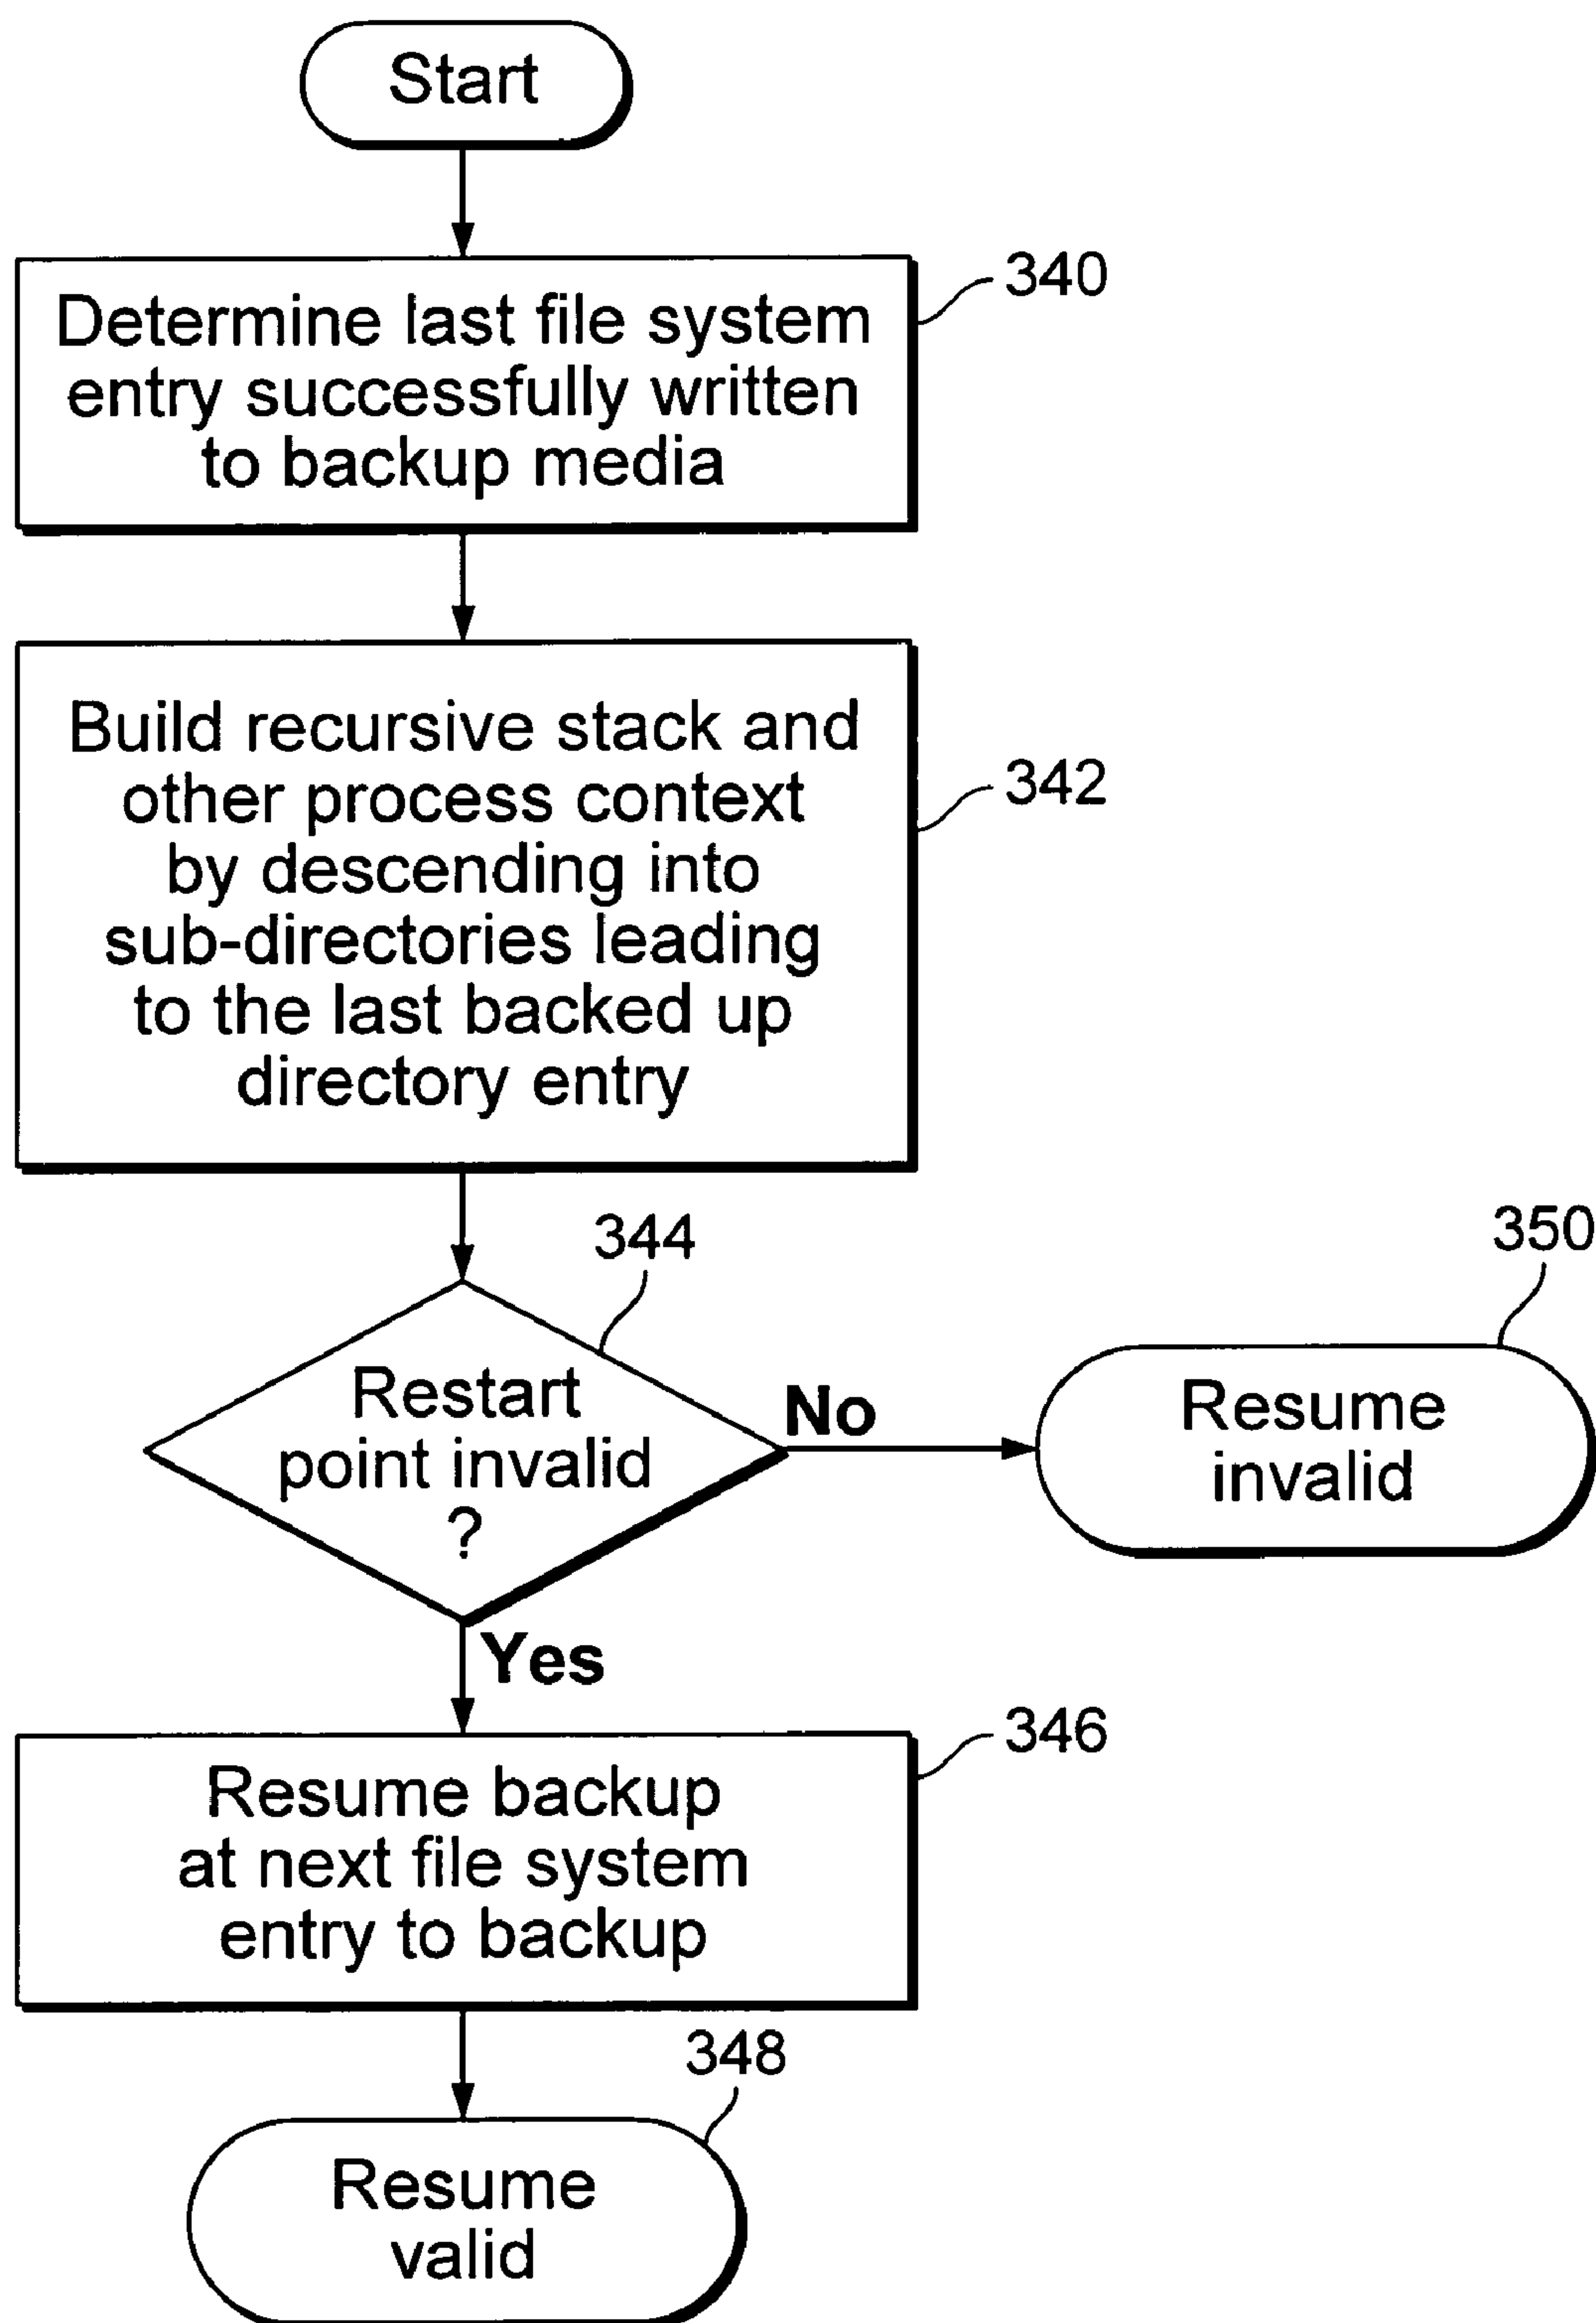 Start
340
Determine last file system
entry successfully written
to backup media
342
Build recursive stack and
other process context
by descending into
sub-directories leading
to the last backed up
directory entry
344
Restart
point invalid
?
No
350
Resume
invalid
Yes
346
Resume backup
at next file system
entry to backup
348
Resume
valid